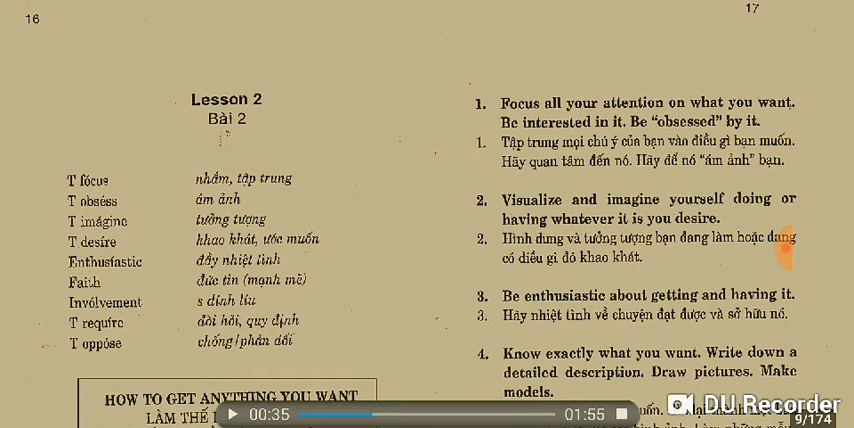 16
Lesson 2
Bài 2
T fócus nhắm, tập trung
T obséss ám ảnh
T imágine tưởng tượng
T desíre khao khát, ước muốn
Enthusíastic đầy nhiệt tình
Faith đức tin (mạnh mẽ)
Invólvement s dính líu
T requíre đòi hỏi, quy định
T oppóse chống/phản đối
HOW TO GET ANYTHING YOU WANT
LÀM THẾ
17
1. Focus all your attention on what you want.
Be interested in it. Be “obsessed” by it.
1. Tập trung mọi chú ý của bạn vào điều gì bạn muốn.
Hãy quan tâm đến nó. Hãy để nó “ám ảnh” bạn.
2. Visualize and imagine yourself doing or
having whatever it is you desire.
2. Hình dung và tưởng tượng bạn đang làm hoặc đang
có điều gì đó khao khát.
3. Be enthusiastic about getting and having it.
3. Hãy nhiệt tình về chuyện đạt được và sở hữu nó.
4. Know exactly what you want. Write down a
detailed description. Draw pictures. Make
models.
00:35
01:55
DU Recorder
9/174